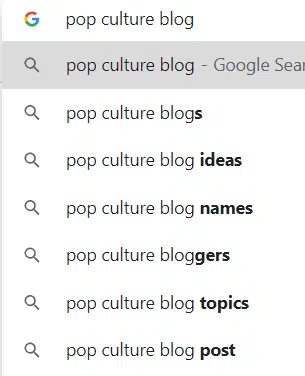 pop culture blog
pop culture blog - Google Sear
pop culture blogs
pop culture blog ideas
pop culture blog names
pop culture bloggers
pop culture blog topics
pop culture blog post